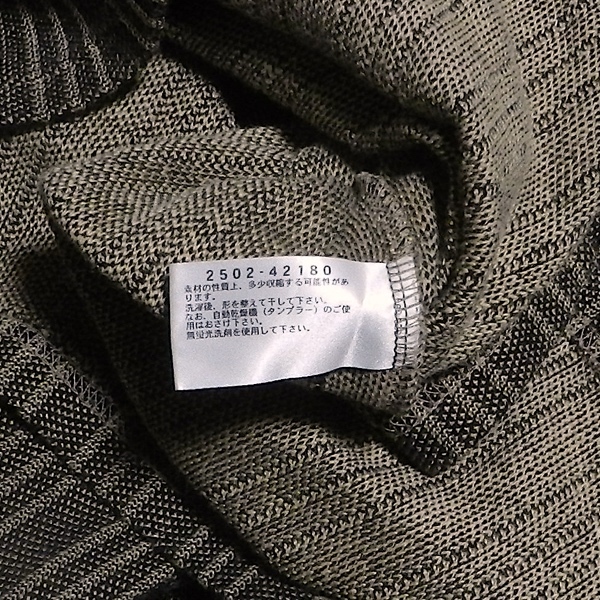 2502-42180
素材の性質上、多少収縮する可能性があ
ります。
洗濯後、形を整えて干して下さい。
なお、自動乾燥機（タンブラー）のご使
用はおさけ下さい。
無蛍光洗剤を使用して下さい。